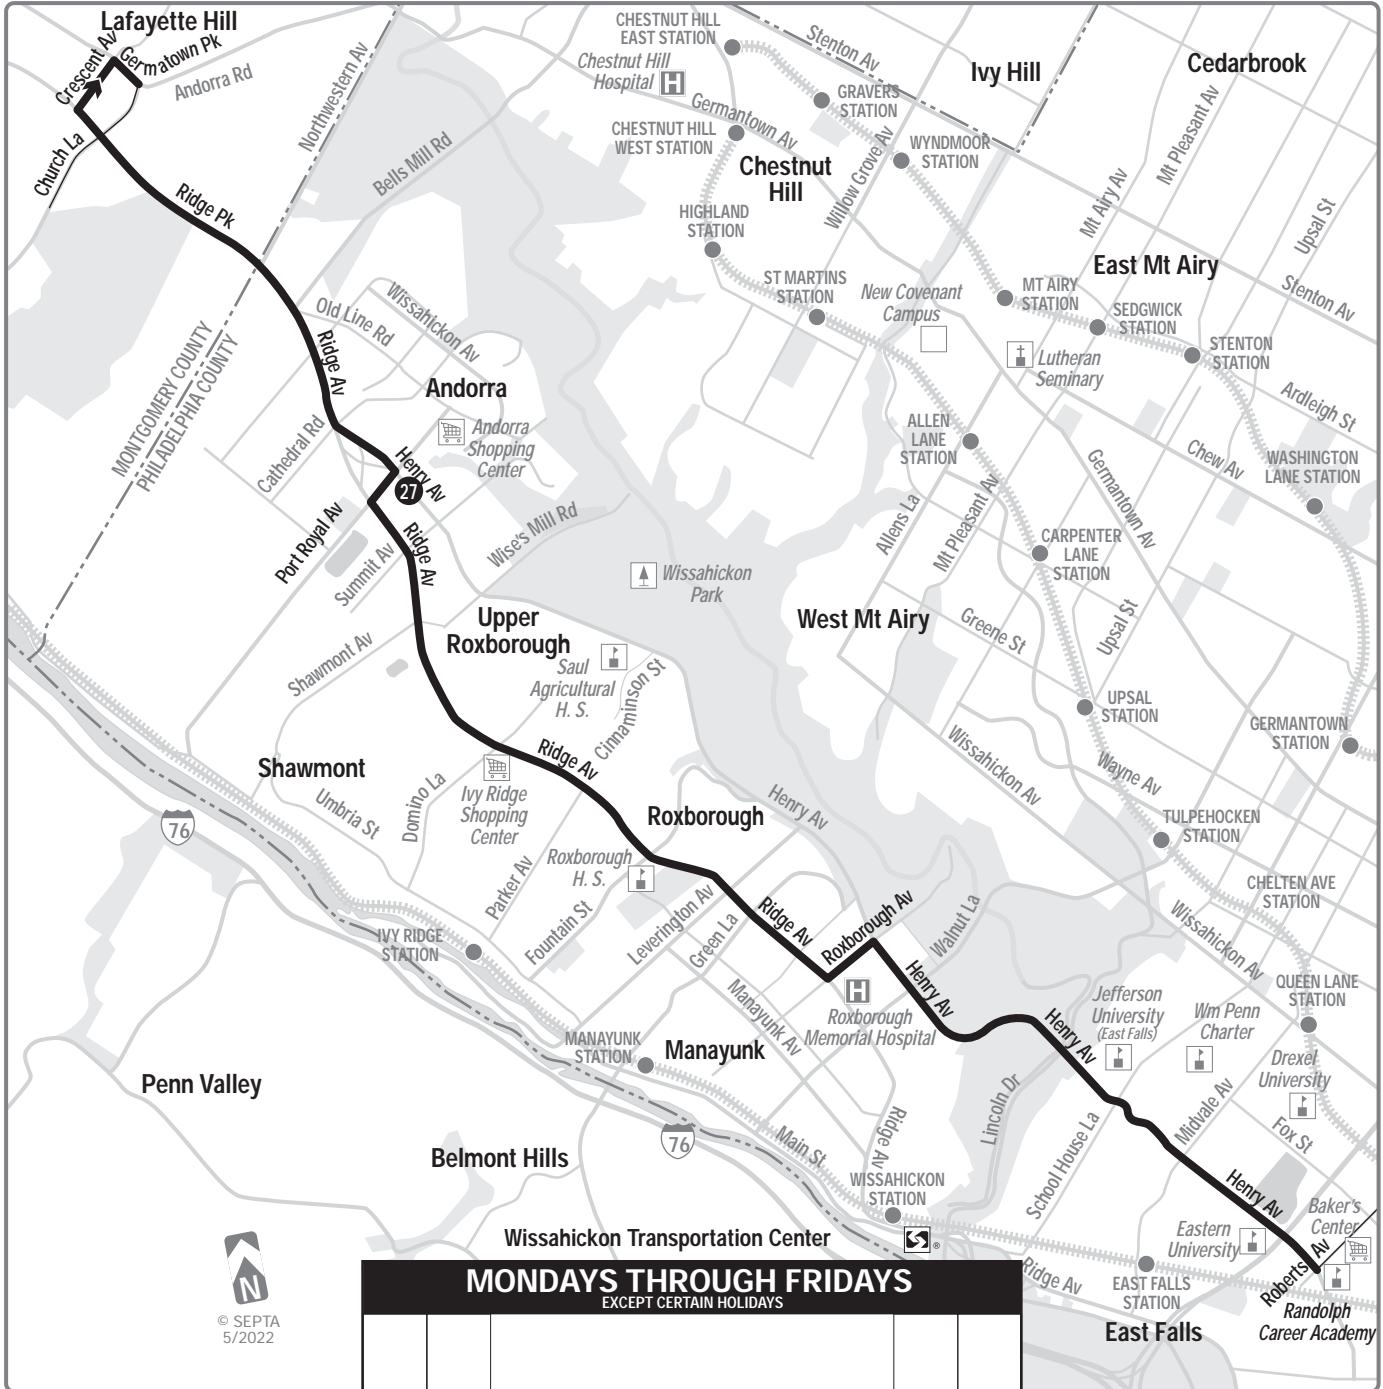 Lafayette Hill
Crescent Av
Germatown Pk
Andorra Rd
Church La
Northwestern Av
Bells Mill Rd
Ridge Pk
CHESTNUT HILL
EAST STATION
Chestnut Hill
Hospital
H
Stenton Av
Ivy Hill
Cedarbrook
GRAVERS
STATION
Germantown Av
CHESTNUT HILL
WEST STATION
WYNDMOOR
STATION
Chestnut
Hill
Willow Grove Av
Mt Pleasant Av
Mt Airy Av
Upsal St
HIGHLAND
STATION
ST MARTINS
STATION
New Covenant
Campus
East Mt Airy
MT AIRY
STATION
SEDGWICK
STATION
Stenton Av
STENTON
STATION
Lutheran
Seminary
Ardleigh St
MONTGOMERY COUNTY
PHILADELPHIA COUNTY
Old Line Rd
Wissahickon Av
Ridge Av
Andorra
Andorra
Shopping
Center
Cathedral Rd
Henry Av
27
Port Royal Av
Ridge Av
Summit Av
Wise's Mill Rd
ALLEN
LANE
STATION
Chew Av
WASHINGTON
LANE STATION
Germantown Av
Allens La
Mt Pleasant Av
CARPENTER
LANE
STATION
Wissahickon
Park
Upper
Roxborough
West Mt Airy
Greene St
Upsal St
Shawmont Av
Saul
Agricultural
H. S.
Cinnaminson St
UPSAL
STATION
GERMANTOWN
STATION
Wissahickon Av
Wayne Av
Shawmont
Umbria St
Domino La
Ridge Av
Ivy Ridge
Shopping
Center
76
Roxborough
Henry Av
TULPEHOCKEN
STATION
Roxborough
H. S.
Parker Av
Fountain St
Leverington Av
Green La
Ridge Av
Roxborough Av
Walnut La
CHELTEN AVE
STATION
Wissahickon Av
IVY RIDGE
STATION
Henry Av
QUEEN LANE
STATION
H
Roxborough
Memorial Hospital
Manayunk Av
Jefferson
University
(East Falls)
Wm Penn
Charter
Henry Av
Drexel
University
MANAYUNK
STATION
Manayunk
Penn Valley
Lincoln Dr
Midvale Av
Fox St
School House La
76
Main St
Ridge Av
Belmont Hills
WISSAHICKON
STATION
Henry Av
Baker's
Center
Wissahickon Transportation Center
®
Eastern
University
Ridge Av
EAST FALLS
STATION
Roberts Av
Randolph
Career Academy
East Falls
N
© SEPTA
5/2022
MONDAYS THROUGH FRIDAYS
EXCEPT CERTAIN HOLIDAYS